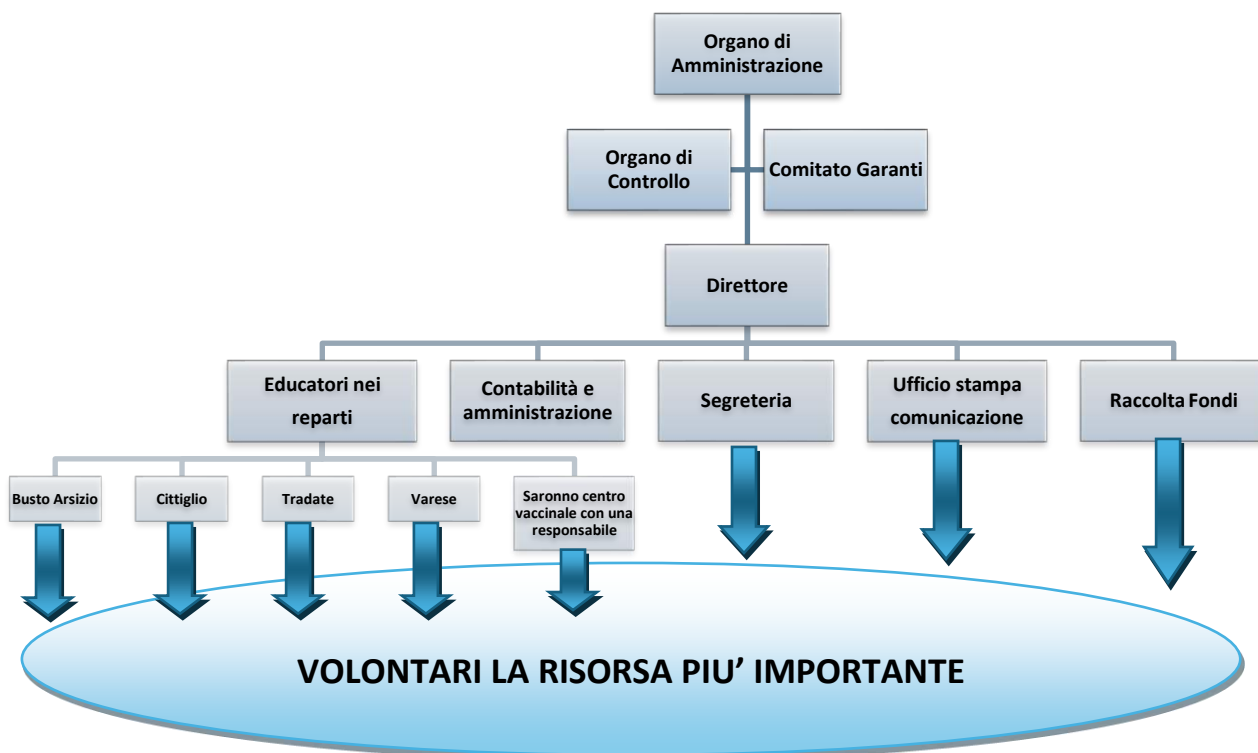 Organo di
Amministrazione
Organo di
Controllo
Comitato Garanti
Direttore
Educatori nei
reparti
Contabilità e
amministrazione
Segreteria
Ufficio stampa
comunicazione
Raccolta Fondi
Busto Arsizio
Cittiglio
Tradate
Varese
Saronno centro
vaccinale con una
responsabile
VOLONTARI LA RISORSA PIU’ IMPORTANTE